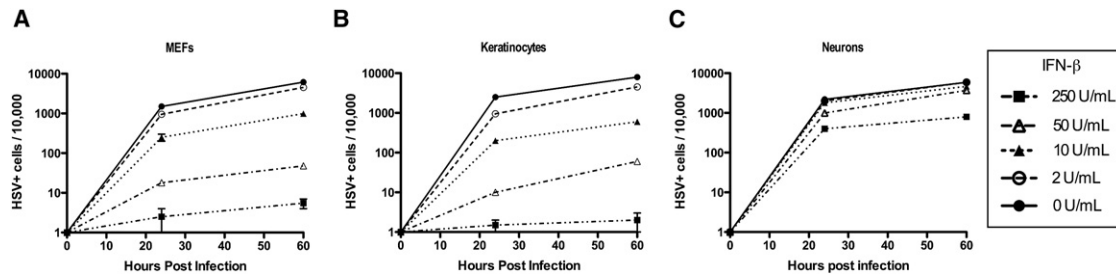 A
MEFs
HSV+ cells / 10,000
10000
1000
100
10
1
0 10 20 30 40 50 60
Hours Post Infection
B
Keratinocytes
HSV+ cells / 10,000
10000
1000
100
10
1
0 10 20 30 40 50 60
Hours Post Infection
C
Neurons
HSV+ cells / 10,000
10000
1000
100
10
1
0 10 20 30 40 50 60
Hours post infection
IFN-β
250 U/mL
50 U/mL
10 U/mL
2 U/mL
0 U/mL